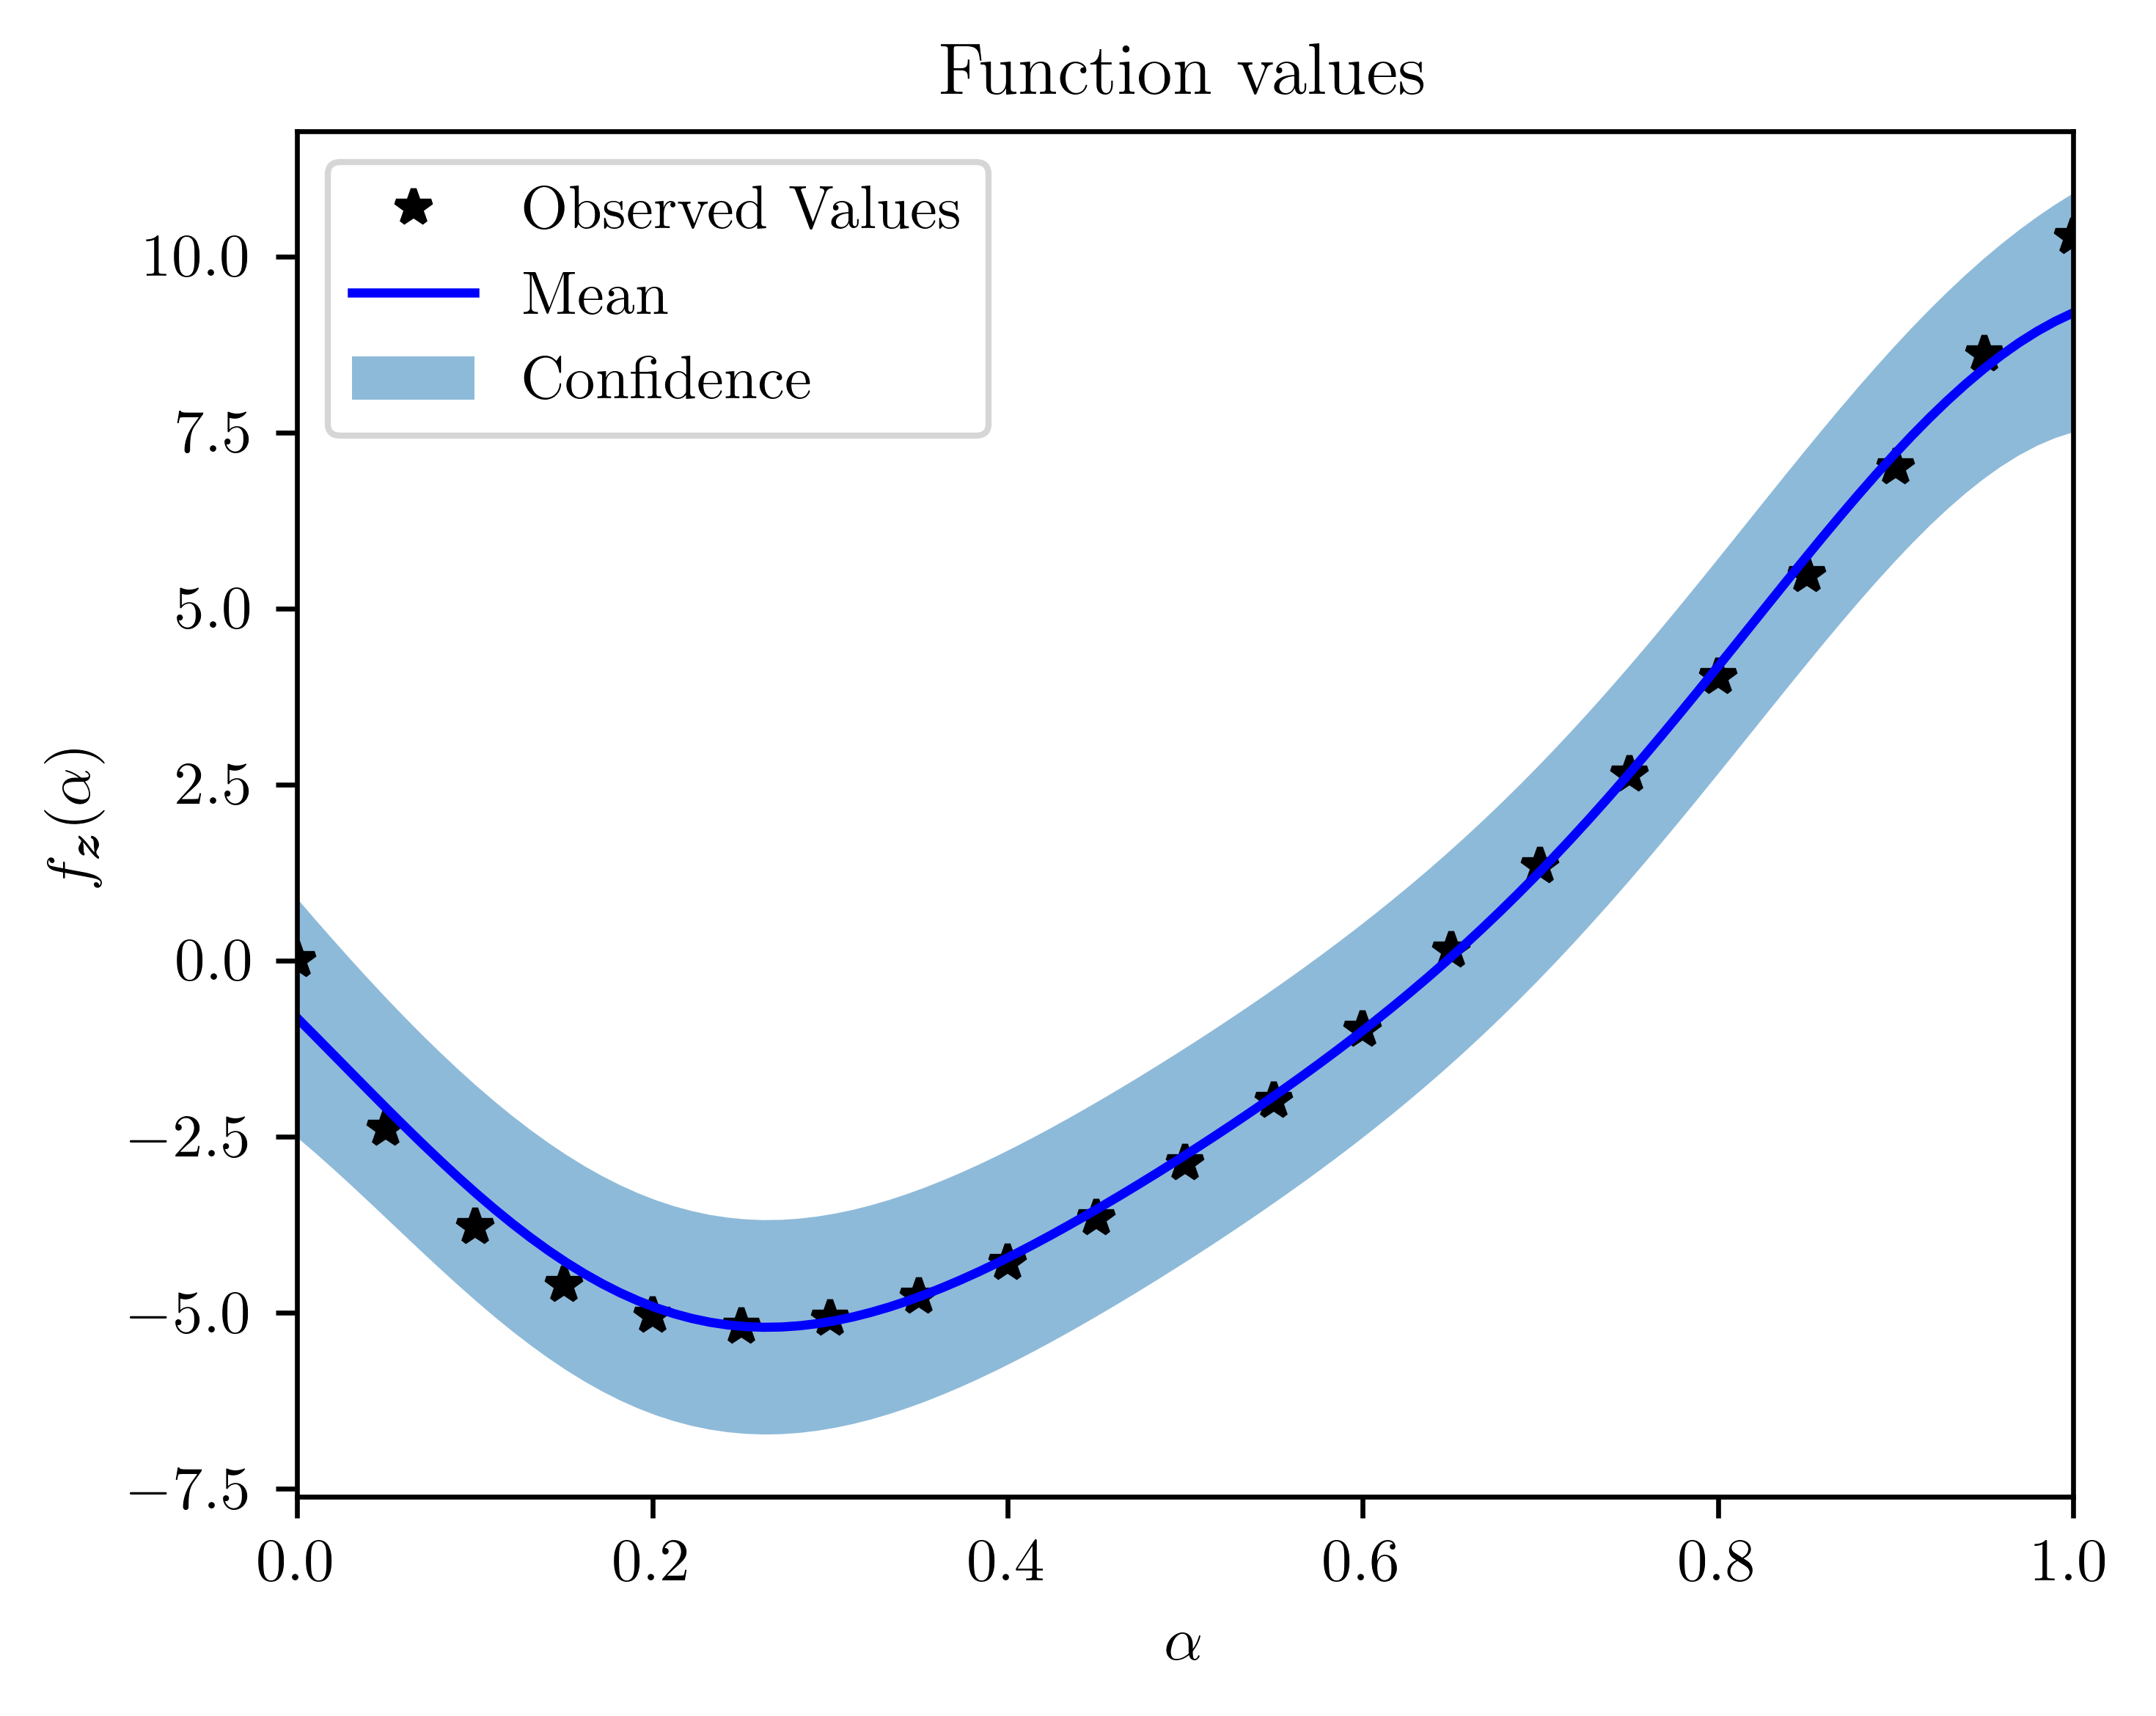 Function values
Observed Values
Mean
Confidence
10.0
7.5
5.0
2.5
0.0
−2.5
−5.0
−7.5
f_z(α)
0.0 0.2 0.4 0.6 0.8 1.0
α